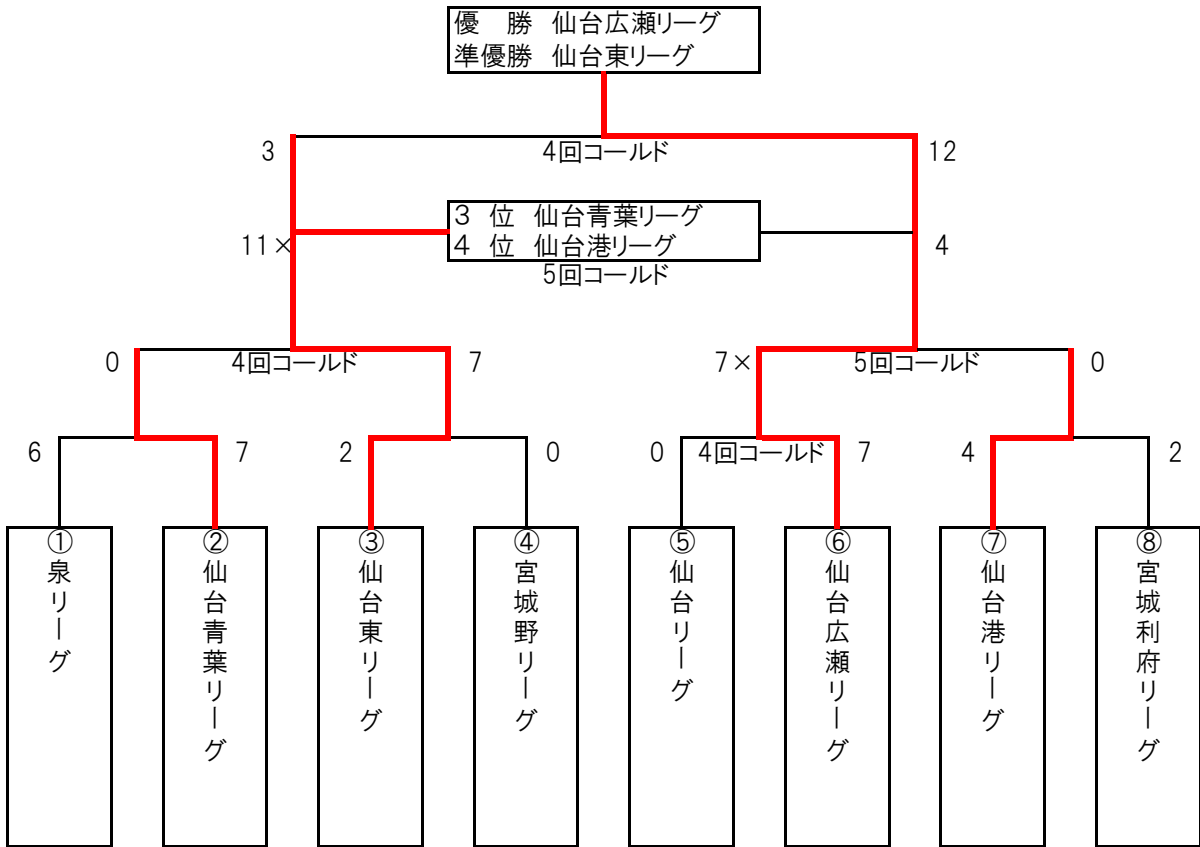 優　勝 仙台広瀬リーグ
準優勝 仙台東リーグ
3 4回コールド 12
3 位 仙台青葉リーグ
11× 4 位 仙台港リーグ 4
5回コールド
0 4回コールド 7 7× 5回コールド 0
6 7 2 0 0 4回コールド 7 4 2
①泉リーグ
②仙台青葉リーグ
③仙台東リーグ
④宮城野リーグ
⑤仙台リーグ
⑥仙台広瀬リーグ
⑦仙台港リーグ
⑧宮城利府リーグ